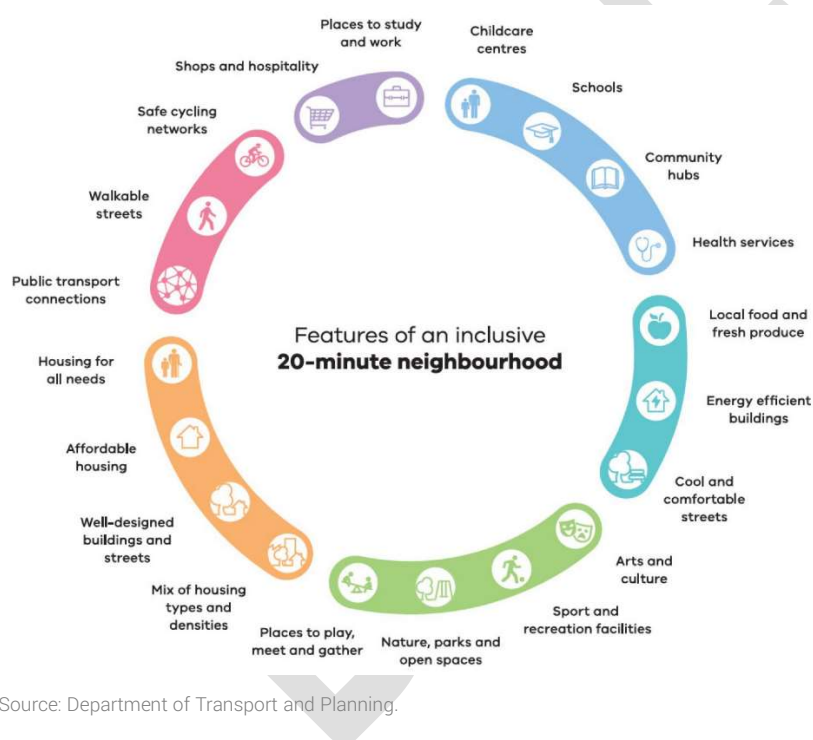 Places to study
and work
Childcare
centres
Shops and hospitality
Schools
Safe cycling
networks
Community
hubs
Walkable
streets
Health services
Public transport
connections
Local food and
fresh produce
Features of an inclusive
20-minute neighbourhood
Housing for
all needs
Energy efficient
buildings
Affordable
housing
Cool and
comfortable
streets
Well-designed
buildings and
streets
Arts and
culture
Mix of housing
types and
densities
Sport and
recreation facilities
Places to play,
meet and gather
Nature, parks and
open spaces
Source: Department of Transport and Planning.